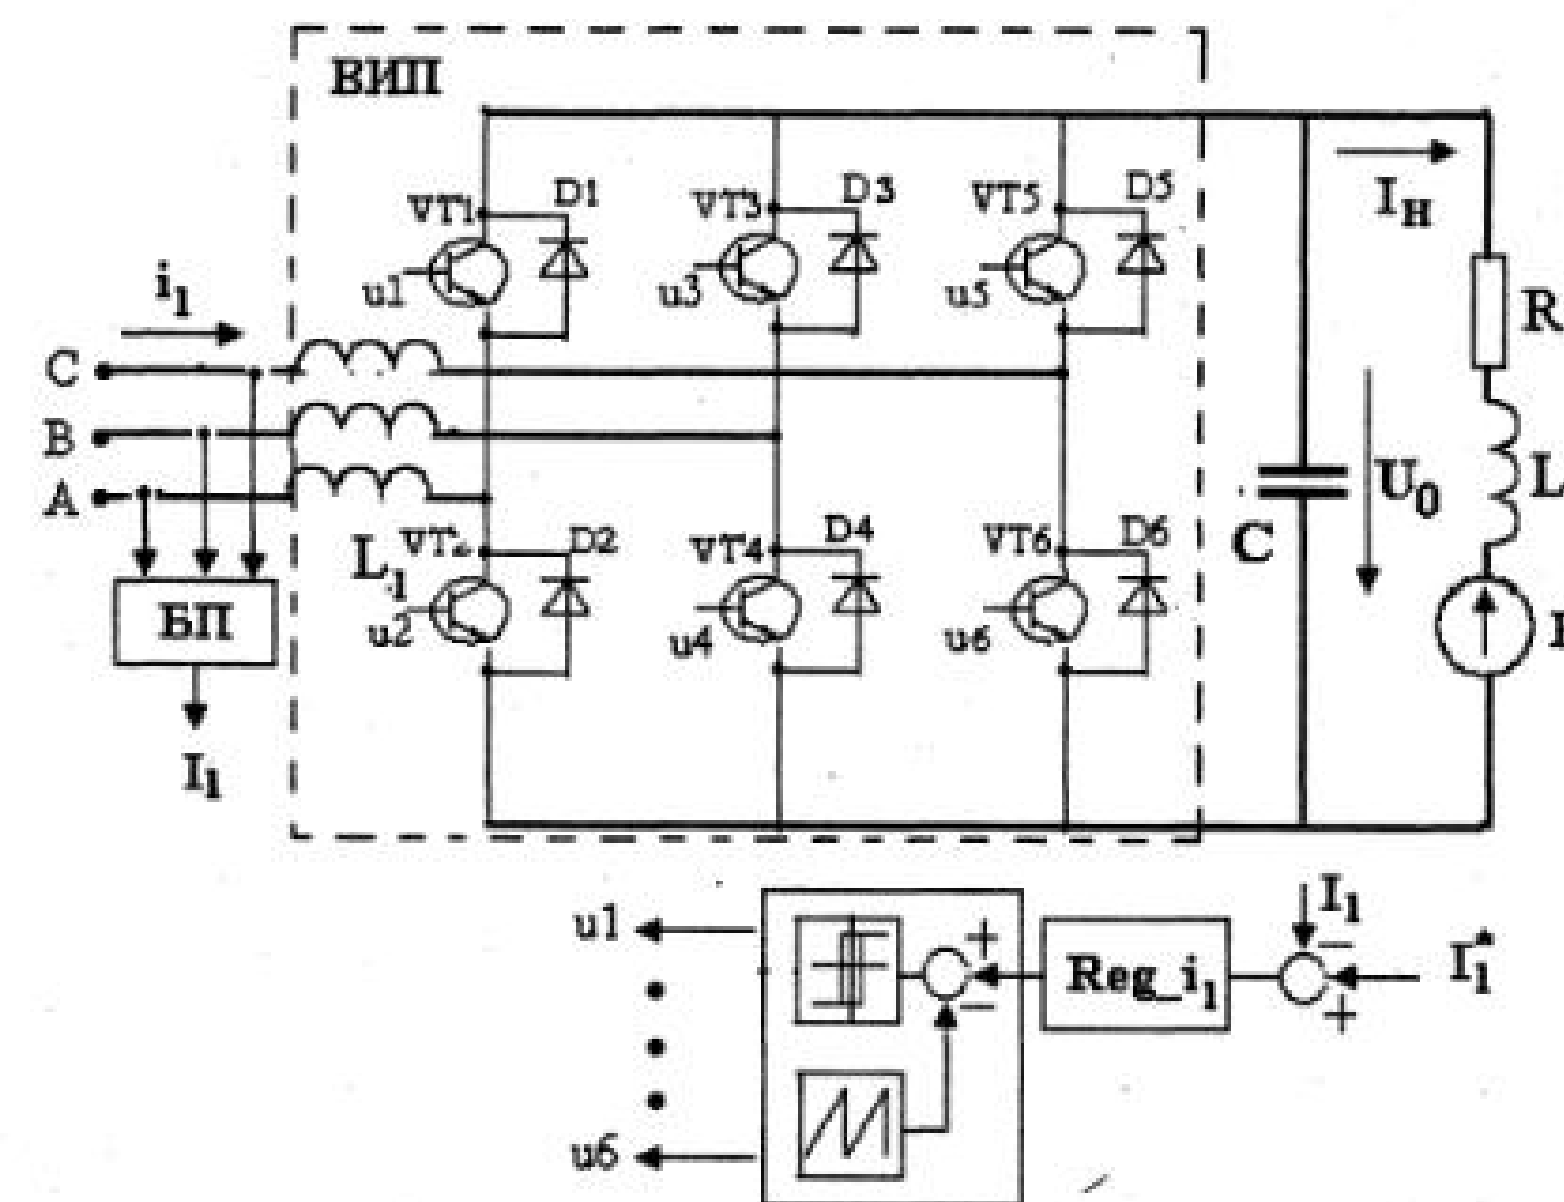 ВИП
VT1
D1
VT3
D3
VT5
D5
u1
u3
u5
i1
Iн
R
C
B
A
L1
D2
VT4
D4
VT6
D6
u2
u4
u6
C
U0
L
БП
I1
u1
u6
Reg_i1
I1
I1*
+
−
−
+